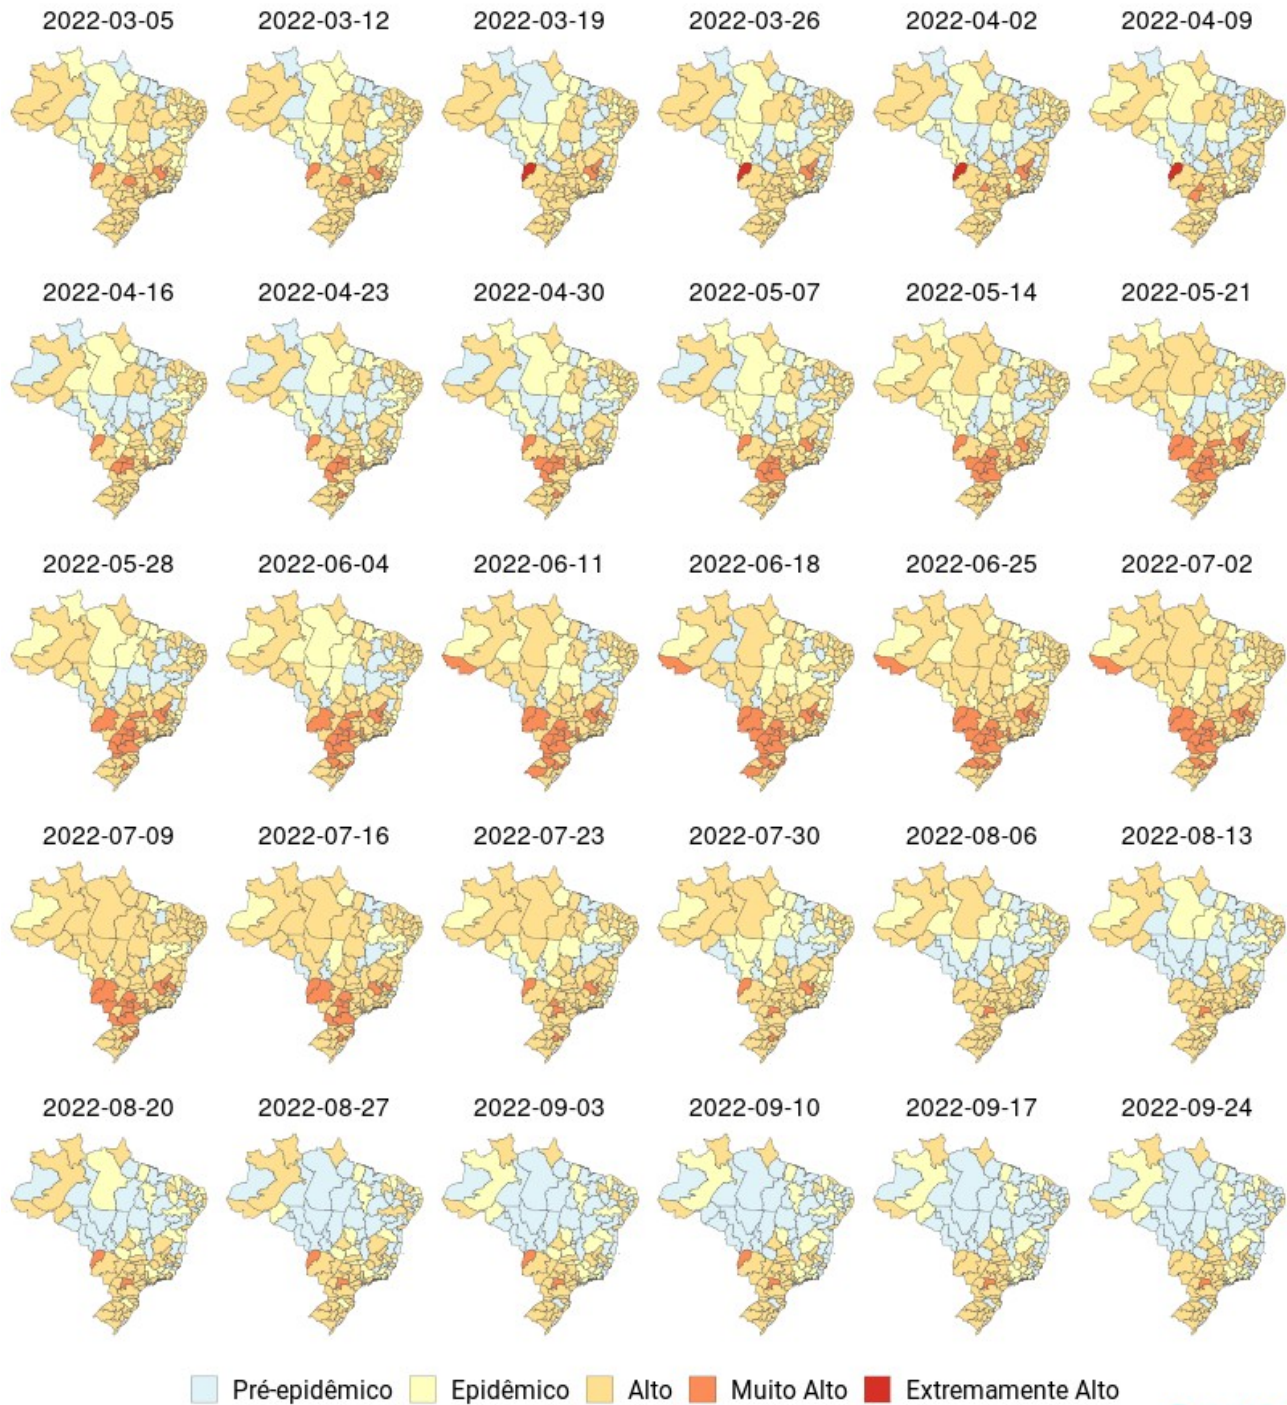 2022-03-05 2022-03-12 2022-03-19 2022-03-26 2022-04-02 2022-04-09
2022-04-16 2022-04-23 2022-04-30 2022-05-07 2022-05-14 2022-05-21
2022-05-28 2022-06-04 2022-06-11 2022-06-18 2022-06-25 2022-07-02
2022-07-09 2022-07-16 2022-07-23 2022-07-30 2022-08-06 2022-08-13
2022-08-20 2022-08-27 2022-09-03 2022-09-10 2022-09-17 2022-09-24
Pré-epidêmico Epidêmico Alto Muito Alto Extremamente Alto